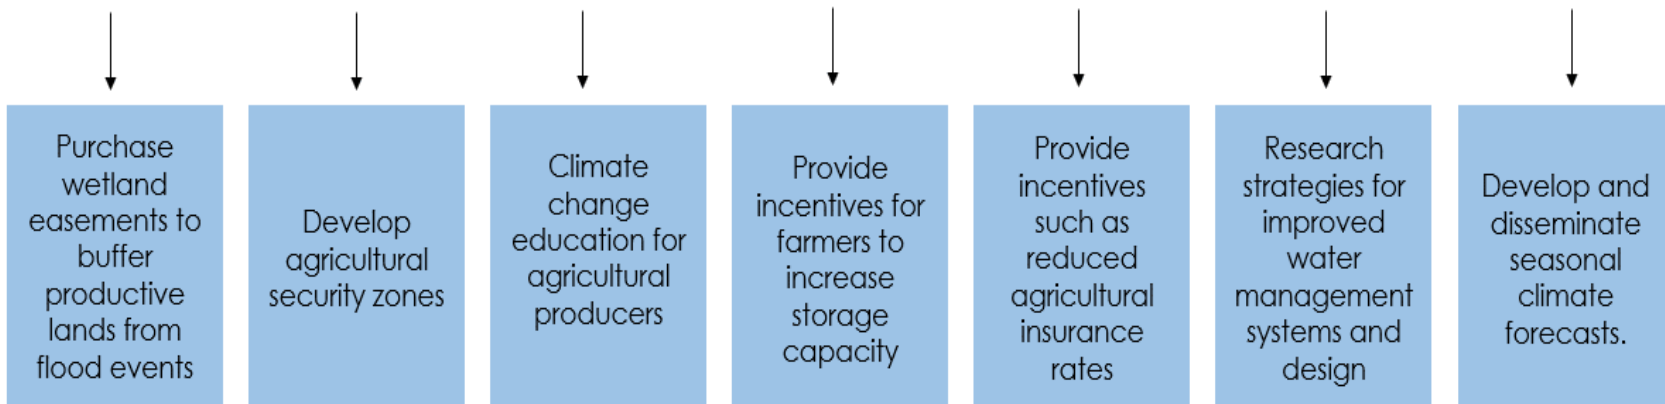 Purchase
wetland
easements to
buffer
productive
lands from
flood events
Develop
agricultural
security zones
Climate
change
education for
agricultural
producers
Provide
incentives for
farmers to
increase
storage
capacity
Provide
incentives
such as
reduced
agricultural
insurance
rates
Research
strategies for
improved
water
management
systems and
design
Develop and
disseminate
seasonal
climate
forecasts.